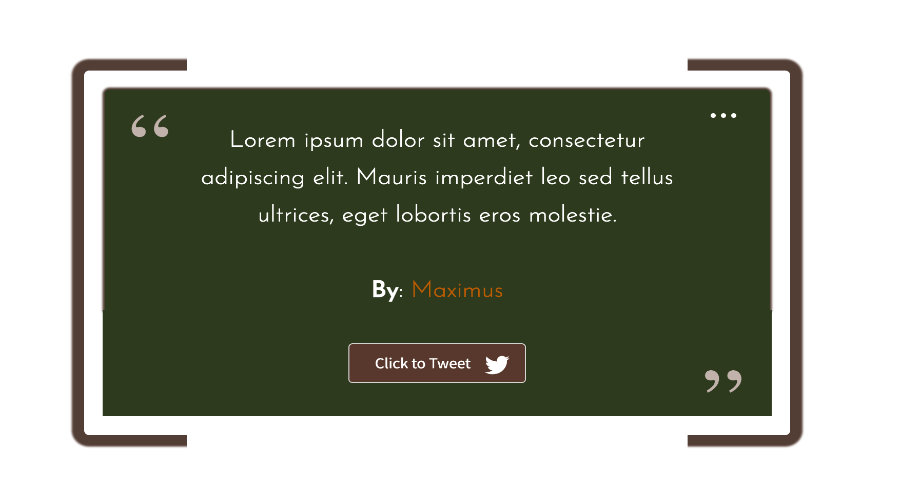 “
Lorem ipsum dolor sit amet, consectetur
adipiscing elit. Mauris imperdiet leo sed tellus
ultrices, eget lobortis eros molestie.
By: Maximus
Click to Tweet
”